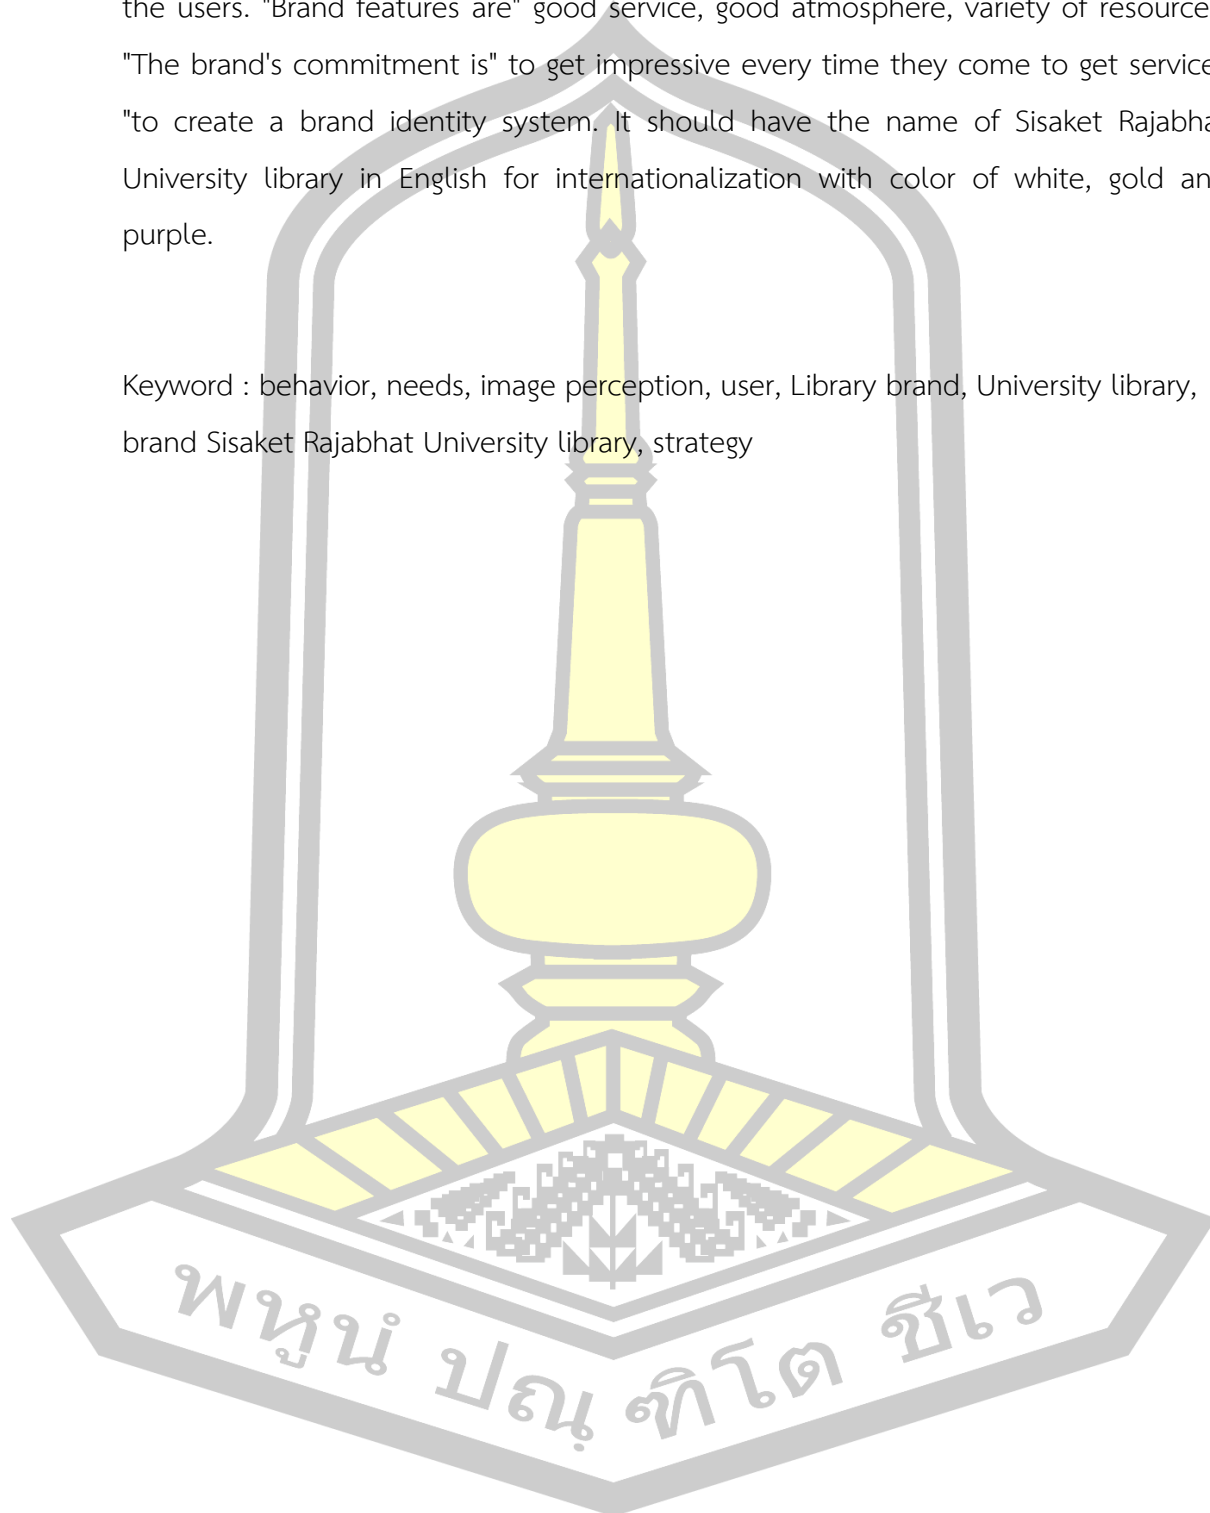 the users. "Brand features are" good service, good atmosphere, variety of resource
"The brand's commitment is" to get impressive every time they come to get service
"to create a brand identity system. It should have the name of Sisaket Rajabha
University library in English for internationalization with color of white, gold an
purple.
Keyword : behavior, needs, image perception, user, Library brand, University library,
brand Sisaket Rajabhat University library, strategy
พหูนํ ปณฺฑิโต ชีเว